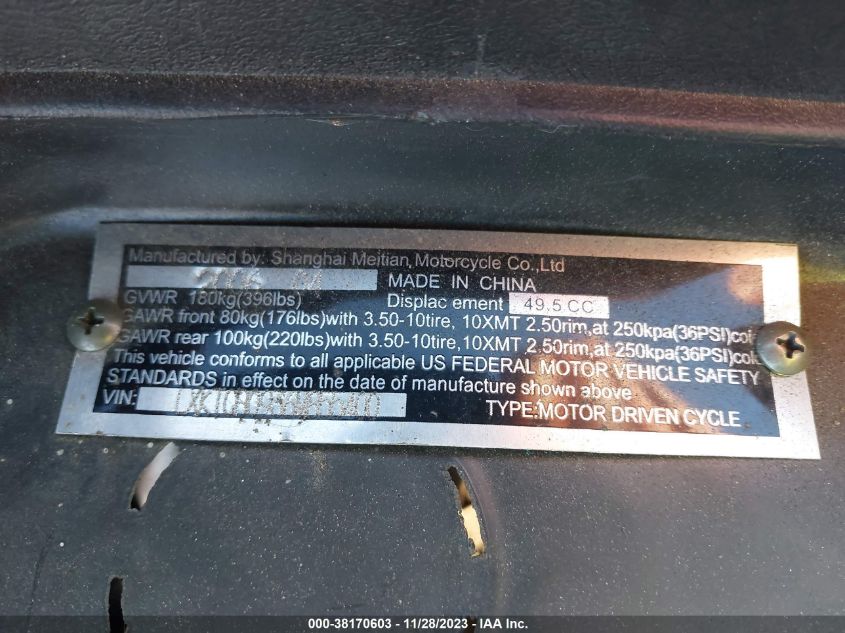 Manufactured by: Shanghai Meitian Motorcycle Co.,Ltd
MADE IN CHINA
GVWR 180kg(396lbs) Displac ement 49.5 CC
GAWR front 80kg(176lbs)with 3.50-10tire, 10XMT 2.50rim,at 250kpa(36PSI)col
GAWR rear 100kg(220lbs)with 3.50-10tire, 10XMT 2.50rim,at 250kpa(36PSI)col
This vehicle conforms to all applicable US FEDERAL MOTOR VEHICLE SAFETY
STANDARDS in effect on the date of manufacture shown above
VIN: TYPE:MOTOR DRIVEN CYCLE
000-38170603 - 11/28/2023 - © IAA Inc.